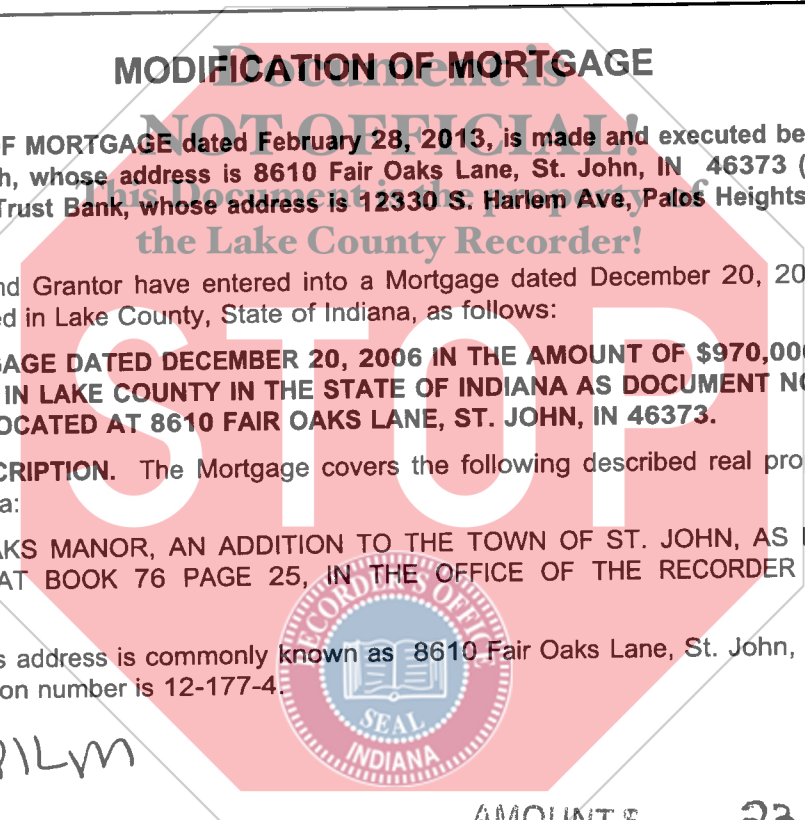 MODIFICATION OF MORTGAGE
Document is
NOT OFFICIAL!
This Document is the property of
the Lake County Recorder!
F MORTGAGE dated February 28, 2013, is made and executed be
h, whose address is 8610 Fair Oaks Lane, St. John, IN 46373 (
Trust Bank, whose address is 12330 S. Harlem Ave, Palos Heights
nd Grantor have entered into a Mortgage dated December 20, 20
ed in Lake County, State of Indiana, as follows:
GAGE DATED DECEMBER 20, 2006 IN THE AMOUNT OF $970,000
IN LAKE COUNTY IN THE STATE OF INDIANA AS DOCUMENT NO
OCATED AT 8610 FAIR OAKS LANE, ST. JOHN, IN 46373.
STOP
CRIPTION. The Mortgage covers the following described real pro
a:
AKS MANOR, AN ADDITION TO THE TOWN OF ST. JOHN, AS
AT BOOK 76 PAGE 25, IN THE OFFICE OF THE RECORDER
s address is commonly known as 8610 Fair Oaks Lane, St. John,
on number is 12-177-4.
RECORDER'S OFFICE
SEAL
INDIANA
AMOUNT $ 23